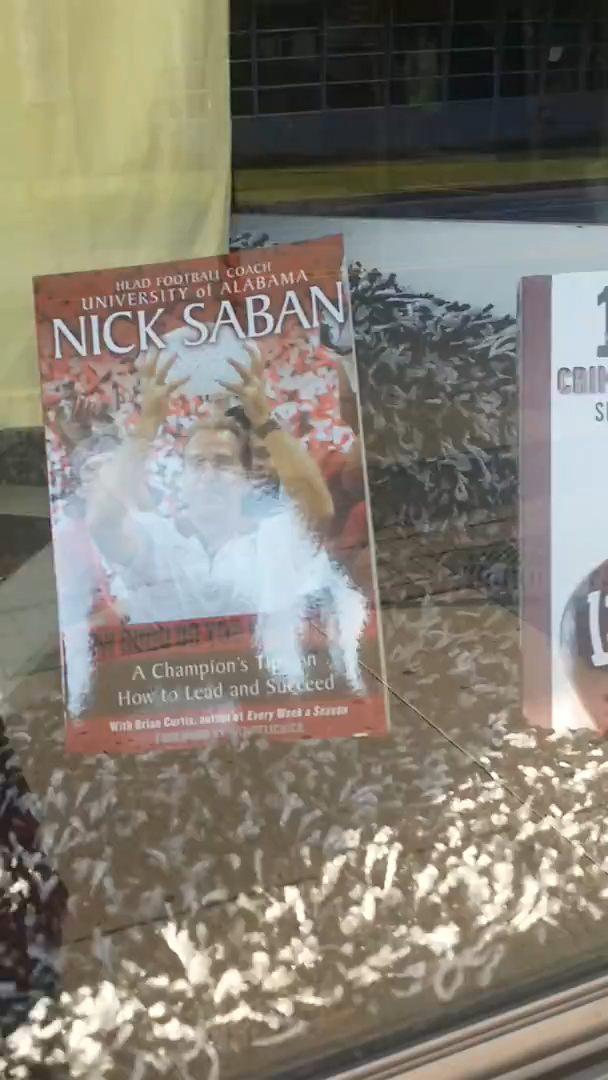 HEAD FOOTBALL COACH
UNIVERSITY of ALABAMA
NICK SABAN
A Champion's Tips on
How to Lead and Succeed
With Brian Curtis, author of Every Week a Season
CRIM